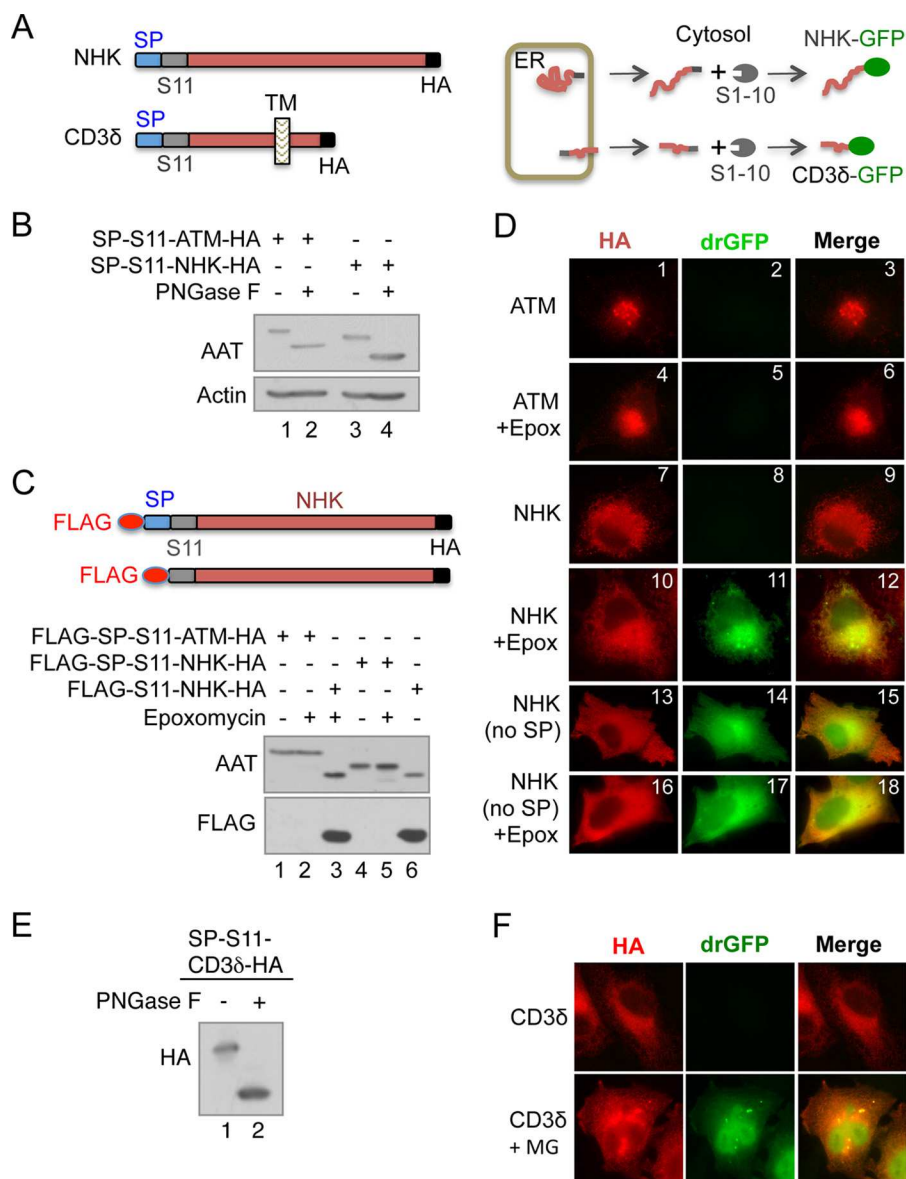 A
SP
NHK
S11
HA
TM
SP
CD3δ
S11
HA
ER
Cytosol
NHK-GFP
+
S1-10
+
S1-10
CD3δ-GFP
B
SP-S11-ATM-HA + + - -
SP-S11-NHK-HA - - + +
PNGase F - + - +
AAT
Actin
1 2 3 4
C
SP
NHK
FLAG
S11
HA
FLAG
FLAG-SP-S11-ATM-HA + + - - - -
FLAG-SP-S11-NHK-HA - - - + + -
FLAG-S11-NHK-HA - - + - - +
Epoxomycin - + + - + -
AAT
FLAG
1 2 3 4 5 6
D
HA drGFP Merge
ATM
1 2 3
ATM
+Epox
4 5 6
NHK
7 8 9
NHK
+Epox
10 11 12
NHK
(no SP)
13 14 15
NHK
(no SP)
+Epox
16 17 18
E
SP-S11-
CD3δ-HA
PNGase F - +
HA
1 2
F
HA drGFP Merge
CD3δ
CD3δ
+ MG